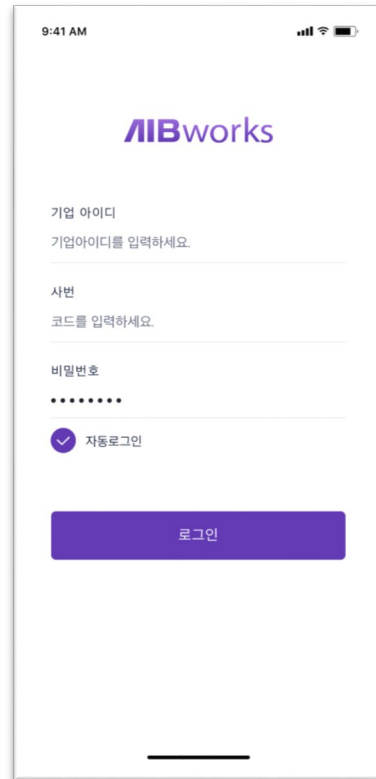 9:41 AM
AIBworks
기업 아이디
기업아이디를 입력하세요.
사번
코드를 입력하세요.
비밀번호
••••••••
자동로그인
로그인